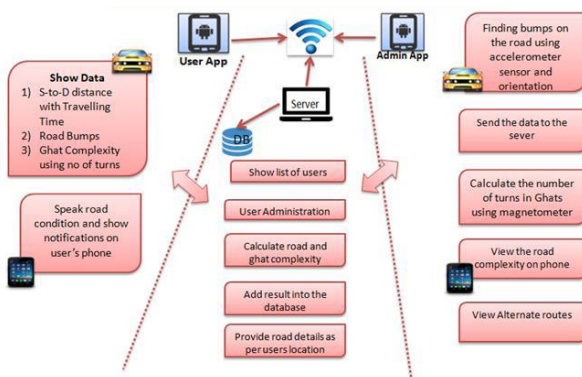 User App
Admin App
Server
DB
Show Data
1) S-to-D distance
with Travelling
Time
2) Road Bumps
3) Ghat Complexity
using no of turns
Speak road
condition and show
notifications on
user's phone
Show list of users
User Administration
Calculate road and
ghat complexity
Add result into the
database
Provide road details as
per users location
Finding bumps on
the road using
accelerometer
sensor and
orientation
Send the data to the
sever
Calculate the number
of turns in Ghats
using magnetometer
View the road
complexity on phone
View Alternate routes